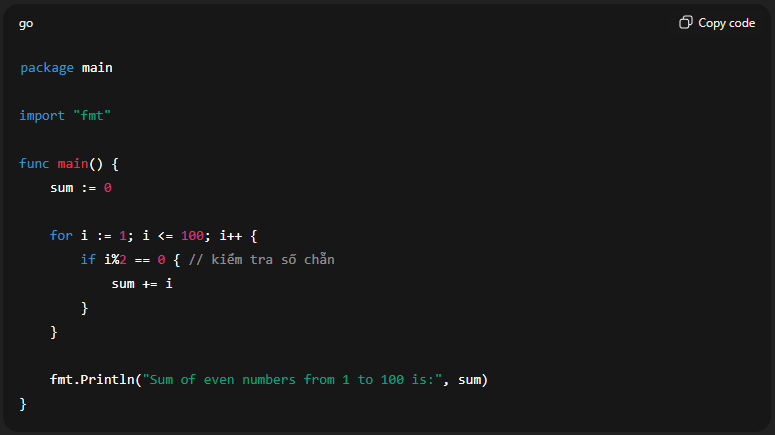 go
Copy code
package main
import "fmt"
func main() {
sum := 0
for i := 1; i <= 100; i++ {
if i%2 == 0 { // kiểm tra số chẵn
sum += i
}
}
fmt.Println("Sum of even numbers from 1 to 100 is:", sum)
}